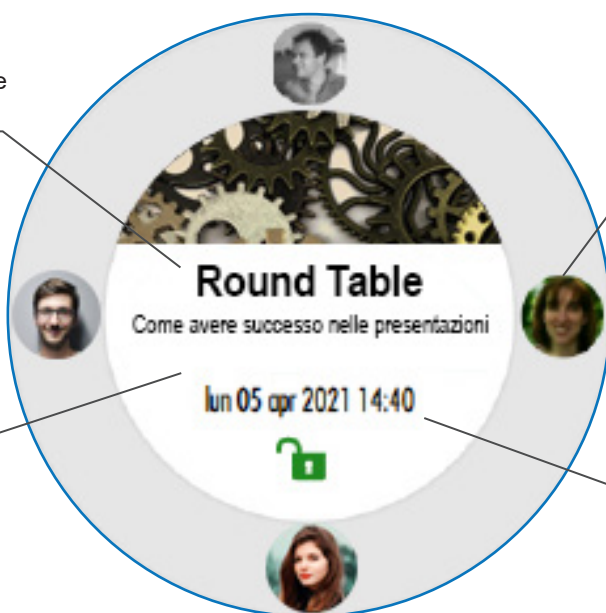 e
Round Table
Come avere successo nelle presentazioni
lun 05 apr 2021 14:40